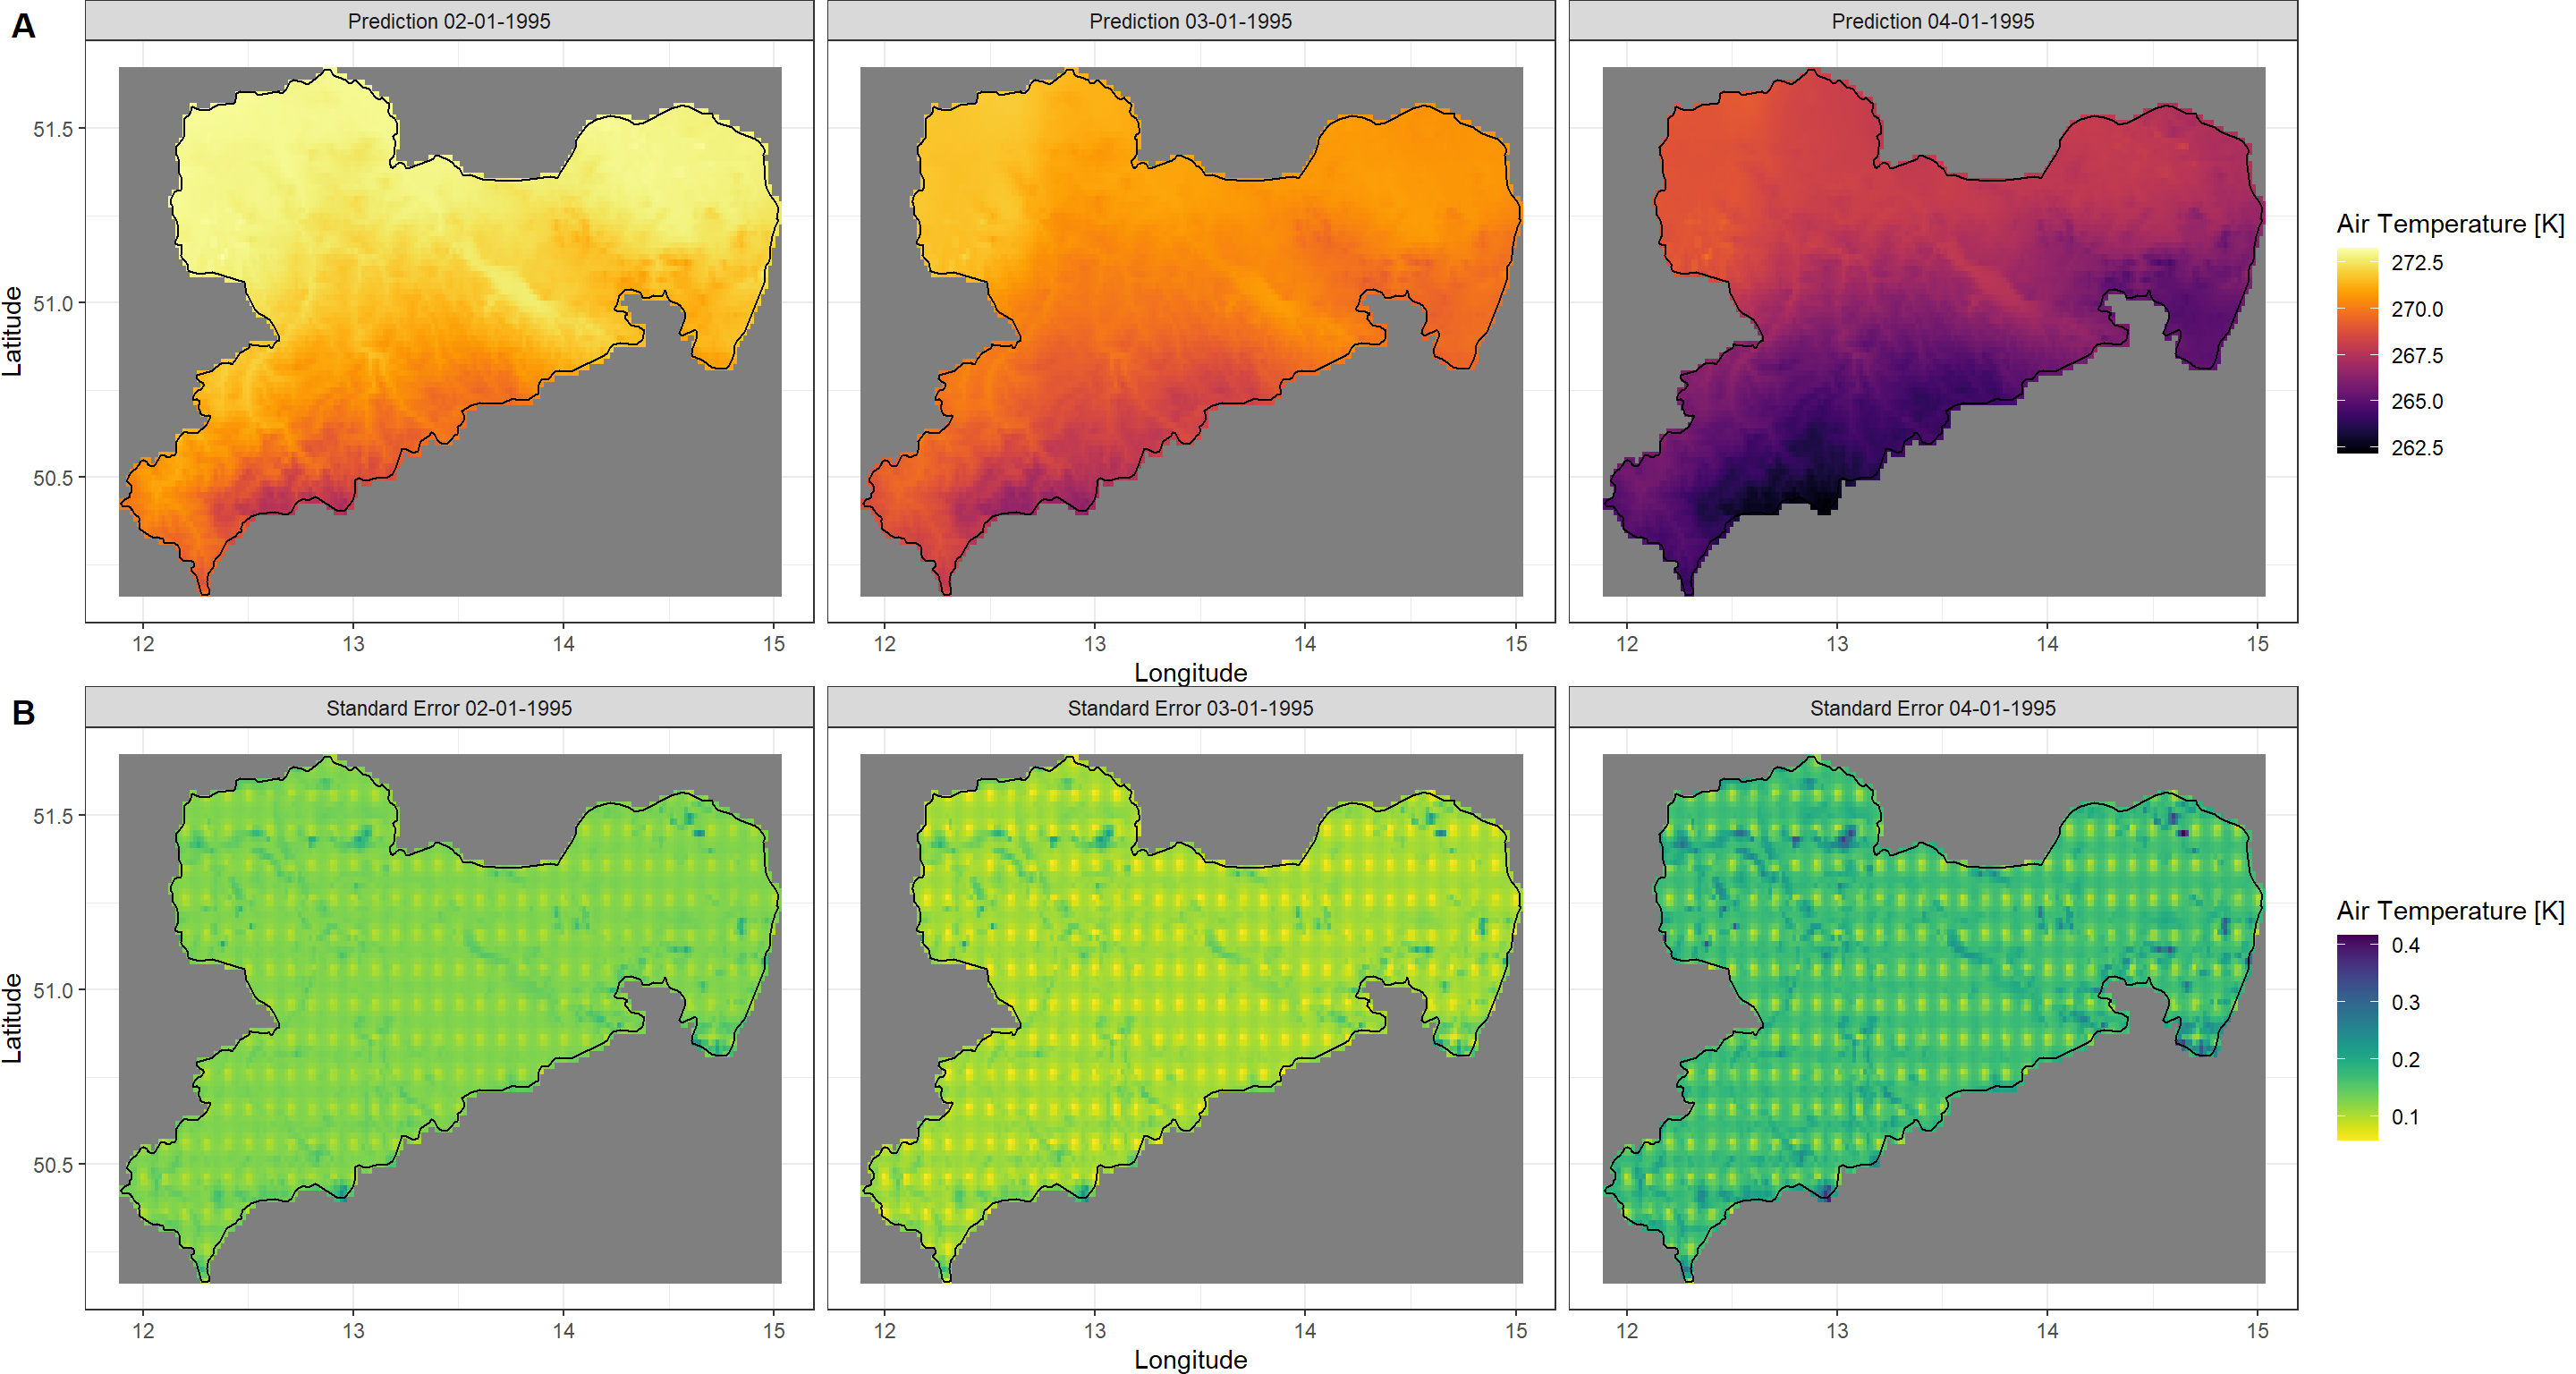 A
Prediction 02-01-1995
Prediction 03-01-1995
Prediction 04-01-1995
Latitude
51.5
51.0
50.5
12
13
14
15
12
13
14
15
12
13
14
15
Longitude
Air Temperature [K]
272.5
270.0
267.5
265.0
262.5
B
Standard Error 02-01-1995
Standard Error 03-01-1995
Standard Error 04-01-1995
Latitude
51.5
51.0
50.5
12
13
14
15
12
13
14
15
12
13
14
15
Longitude
Air Temperature [K]
0.4
0.3
0.2
0.1